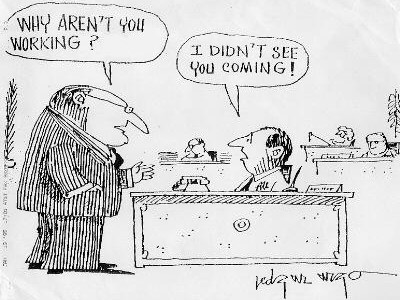 WHY AREN'T YOU
WORKING ?
I DIDN'T SEE
YOU COMING !